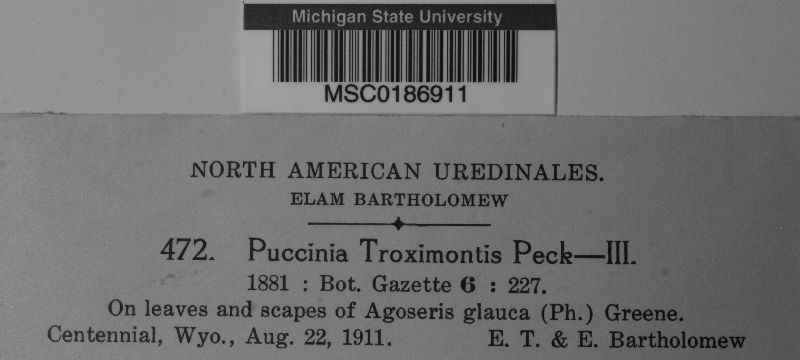 Michigan State University
MSC0186911
NORTH AMERICAN UREDINALES.
ELAM BARTHOLOMEW
472. Puccinia Troximontis Peck—III.
1881 : Bot. Gazette 6 : 227.
On leaves and scapes of Agoseris glauca (Ph.) Greene.
Centennial, Wyo., Aug. 22, 1911. E. T. & E. Bartholomew